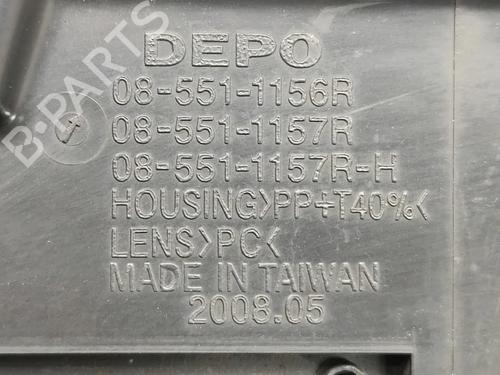 DEPO
08-551-1156R
08-551-1157R
08-551-1157R-H
HOUSING>PP+T40%<
LENS>PC<
MADE IN TAIWAN
2008.05
B-PARTS